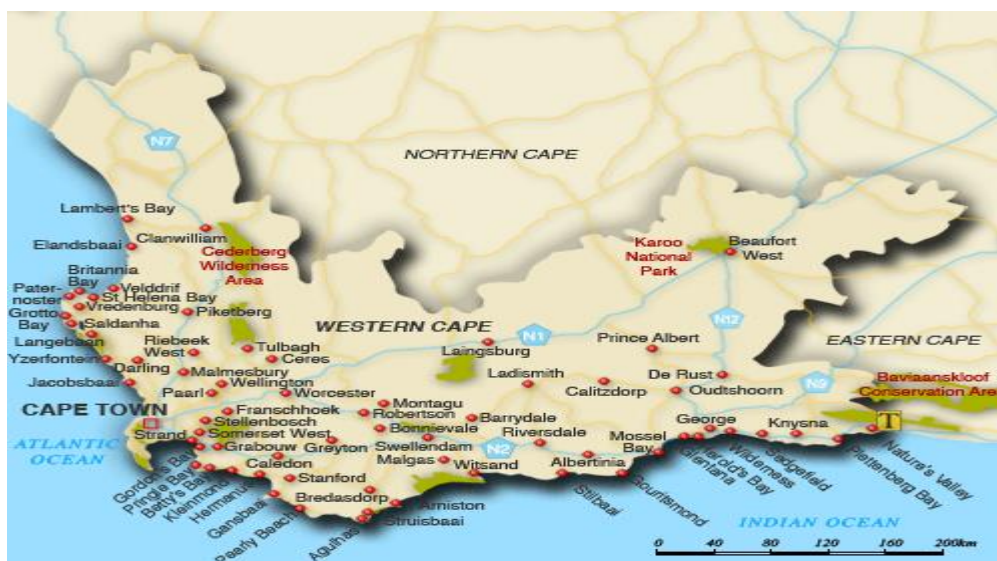 N7
NORTHERN CAPE
Lambert's Bay
Clanwilliam
Elandsbaai
Cederberg
Wilderness
Area
Karoo
National
Park
Beaufort
West
Britannia
Bay
Velddrif
Pater-
noster
St Helena Bay
Vredenburg
Grotto
Bay
Saldanha
Piketberg
Langebaan
WESTERN CAPE
N1
N12
Prince Albert
EASTERN CAPE
Yzerfontein
Riebeek
West
Tulbagh
Ceres
Laingsburg
Darling
Malmesbury
Ladismith
Calitzdorp
De Rust
N9
Baviaanskloof
Conservation Area
Jacobsbaai
Wellington
Paarl
Worcester
Oudtshoorn
CAPE TOWN
Franschhoek
Montagu
Robertson
Barrydale
Stellenbosch
Bonnievale
Riversdale
George
Knysna
T
Strand
Somerset West
Swellendam
Mossel
Bay
ATLANTIC
OCEAN
Grabouw
Greyton
N2
Malgas
Witsand
Albertinia
Caledon
Stanford
Gordon's Bay
Pringle Bay
Betty's Bay
Kleinmond
Hermanus
Gansbaai
Pearly Beach
Bredasdorp
Arniston
Struisbaai
Agulhas
Stilbaai
Gouritsmond
Glentana
Herold's Bay
Wilderness
Sedgefield
Plettenberg Bay
Nature's Valley
INDIAN OCEAN
0 40 80 120 160 200km